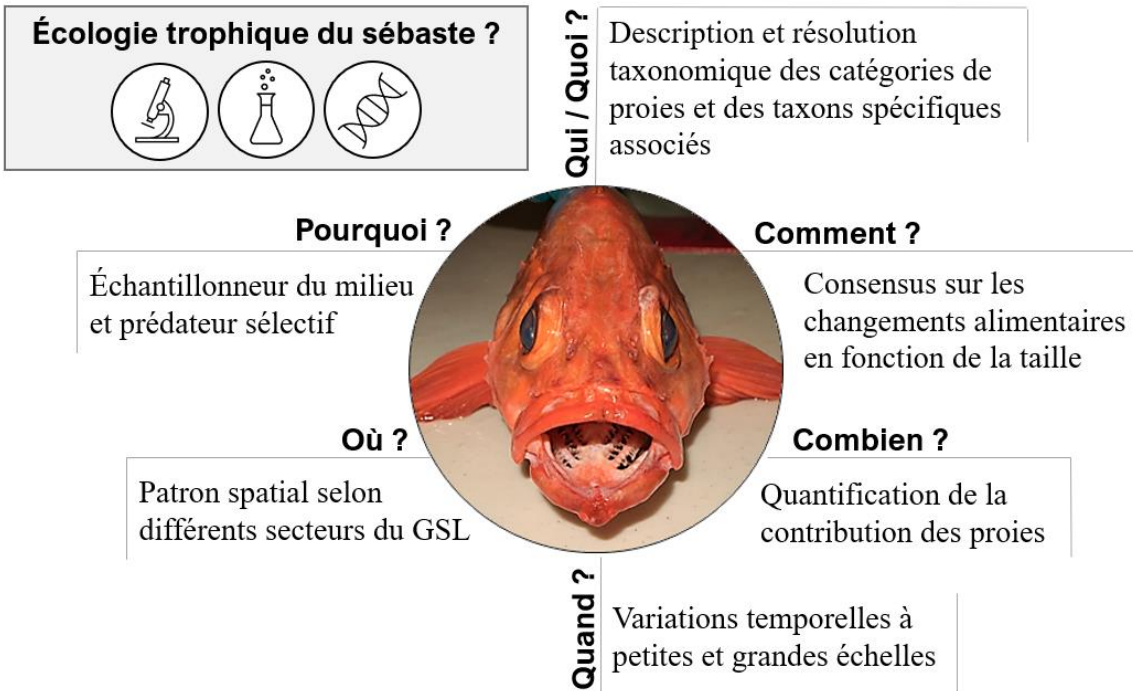 Écologie trophique du sébaste ?
Qui / Quoi ?
Description et résolution
taxonomique des catégories de
proies et des taxons spécifiques
associés
Pourquoi ?
Échantillonneur du milieu
et prédateur sélectif
Comment ?
Consensus sur les
changements alimentaires
en fonction de la taille
Où ?
Patron spatial selon
différents secteurs du GSL
Combien ?
Quantification de la
contribution des proies
Quand ?
Variations temporelles à
petites et grandes échelles